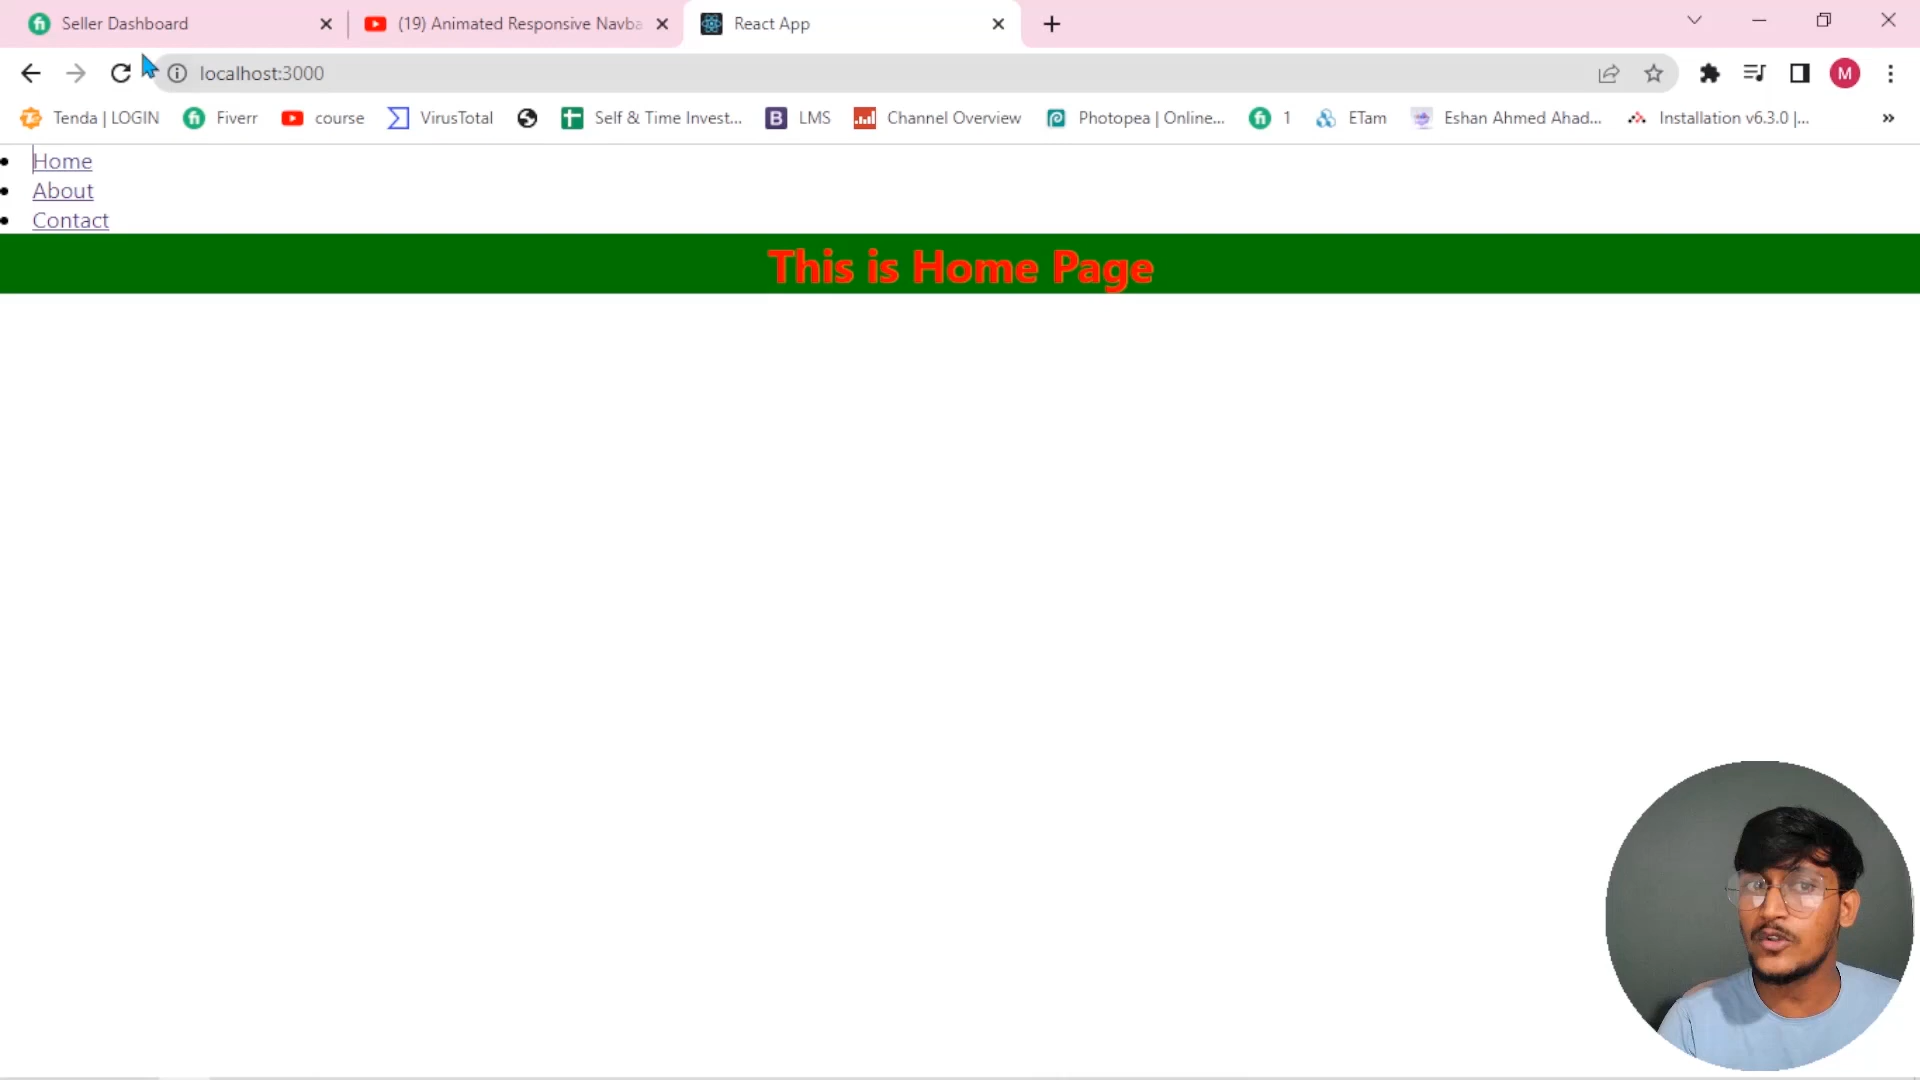 Seller Dashboard
(19) Animated Responsive Navba
React App
localhost:3000
M
Tenda | LOGIN
Fiverr
course
VirusTotal
Self & Time Invest...
B LMS
Channel Overview
Photopea | Online...
fi 1
ETam
Eshan Ahmed Ahad...
Installation v6.3.0 |...
»
Home
About
Contact
This is Home Page